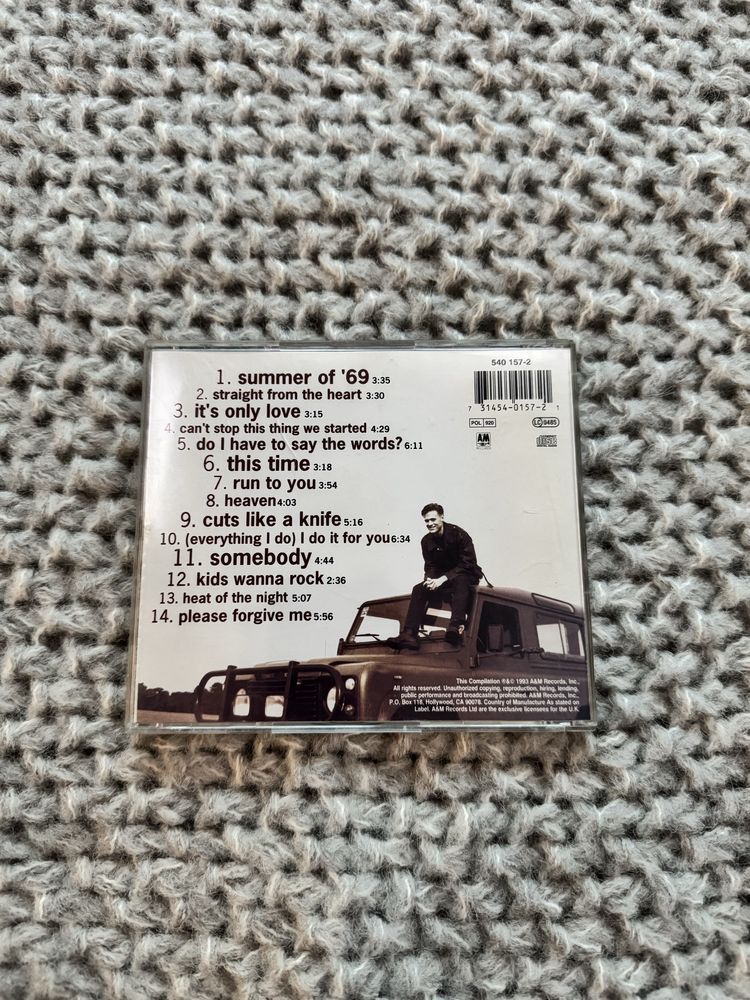 1. summer of '69 3:35
2. straight from the heart 3:30
3. it's only love 3:15
4. can't stop this thing we started 4:29
5. do I have to say the words? 6:11
6. this time 3:18
7. run to you 3:54
8. heaven 4:03
9. cuts like a knife 5:16
10. (everything I do) I do it for you 6:34
11. somebody 4:44
12. kids wanna rock 2:36
13. heat of the night 5:07
14. please forgive me 5:56
540 157-2
7 31454-0157-2 1
POL 920
LC 0485
AM
This Compilation ℗&© 1993 A&M Records, Inc.,
All rights reserved. Unauthorized copying, reproduction, hiring, lending,
public performance and broadcasting prohibited. A&M Records, Inc.,
P.O. Box 118, Hollywood, CA 90078. Country of Manufacture As stated on
Label. A&M Records Ltd are the exclusive licensees for the U.K